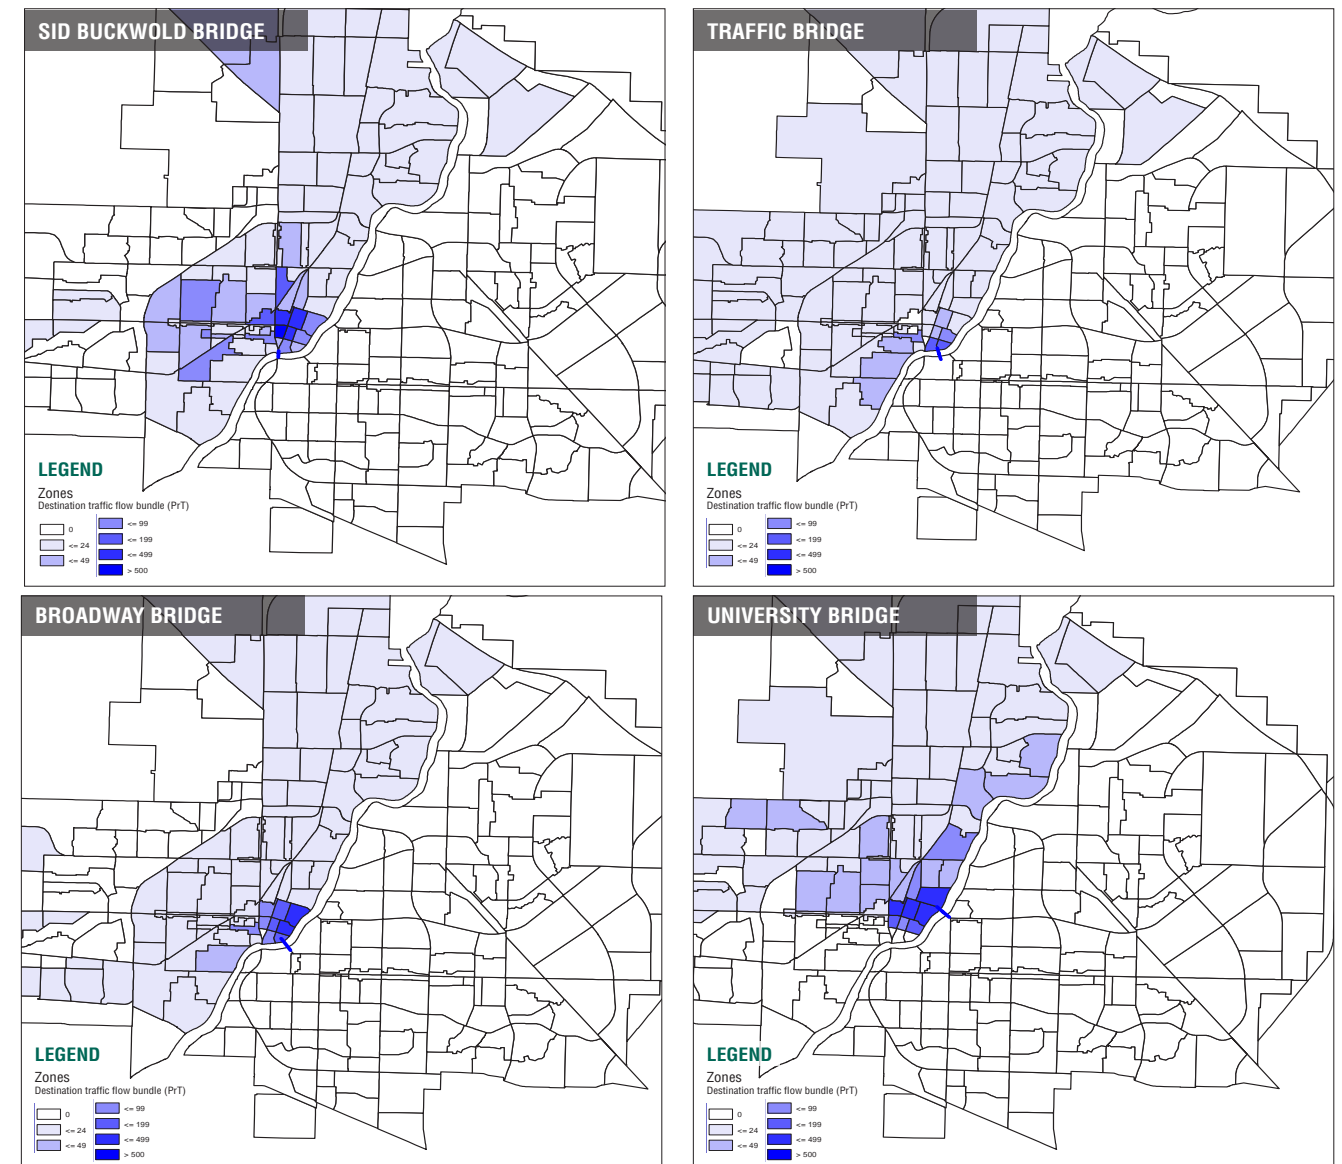 SID BUCKWOLD BRIDGE
LEGEND
Zones
Destination traffic flow bundle (PrT)
0
<= 24
<= 49
<= 99
<= 199
<= 499
> 500
TRAFFIC BRIDGE
LEGEND
Zones
Destination traffic flow bundle (PrT)
0
<= 24
<= 49
<= 99
<= 199
<= 499
> 500
BROADWAY BRIDGE
LEGEND
Zones
Destination traffic flow bundle (PrT)
0
<= 24
<= 49
<= 99
<= 199
<= 499
> 500
UNIVERSITY BRIDGE
LEGEND
Zones
Destination traffic flow bundle (PrT)
0
<= 24
<= 49
<= 99
<= 199
<= 499
> 500